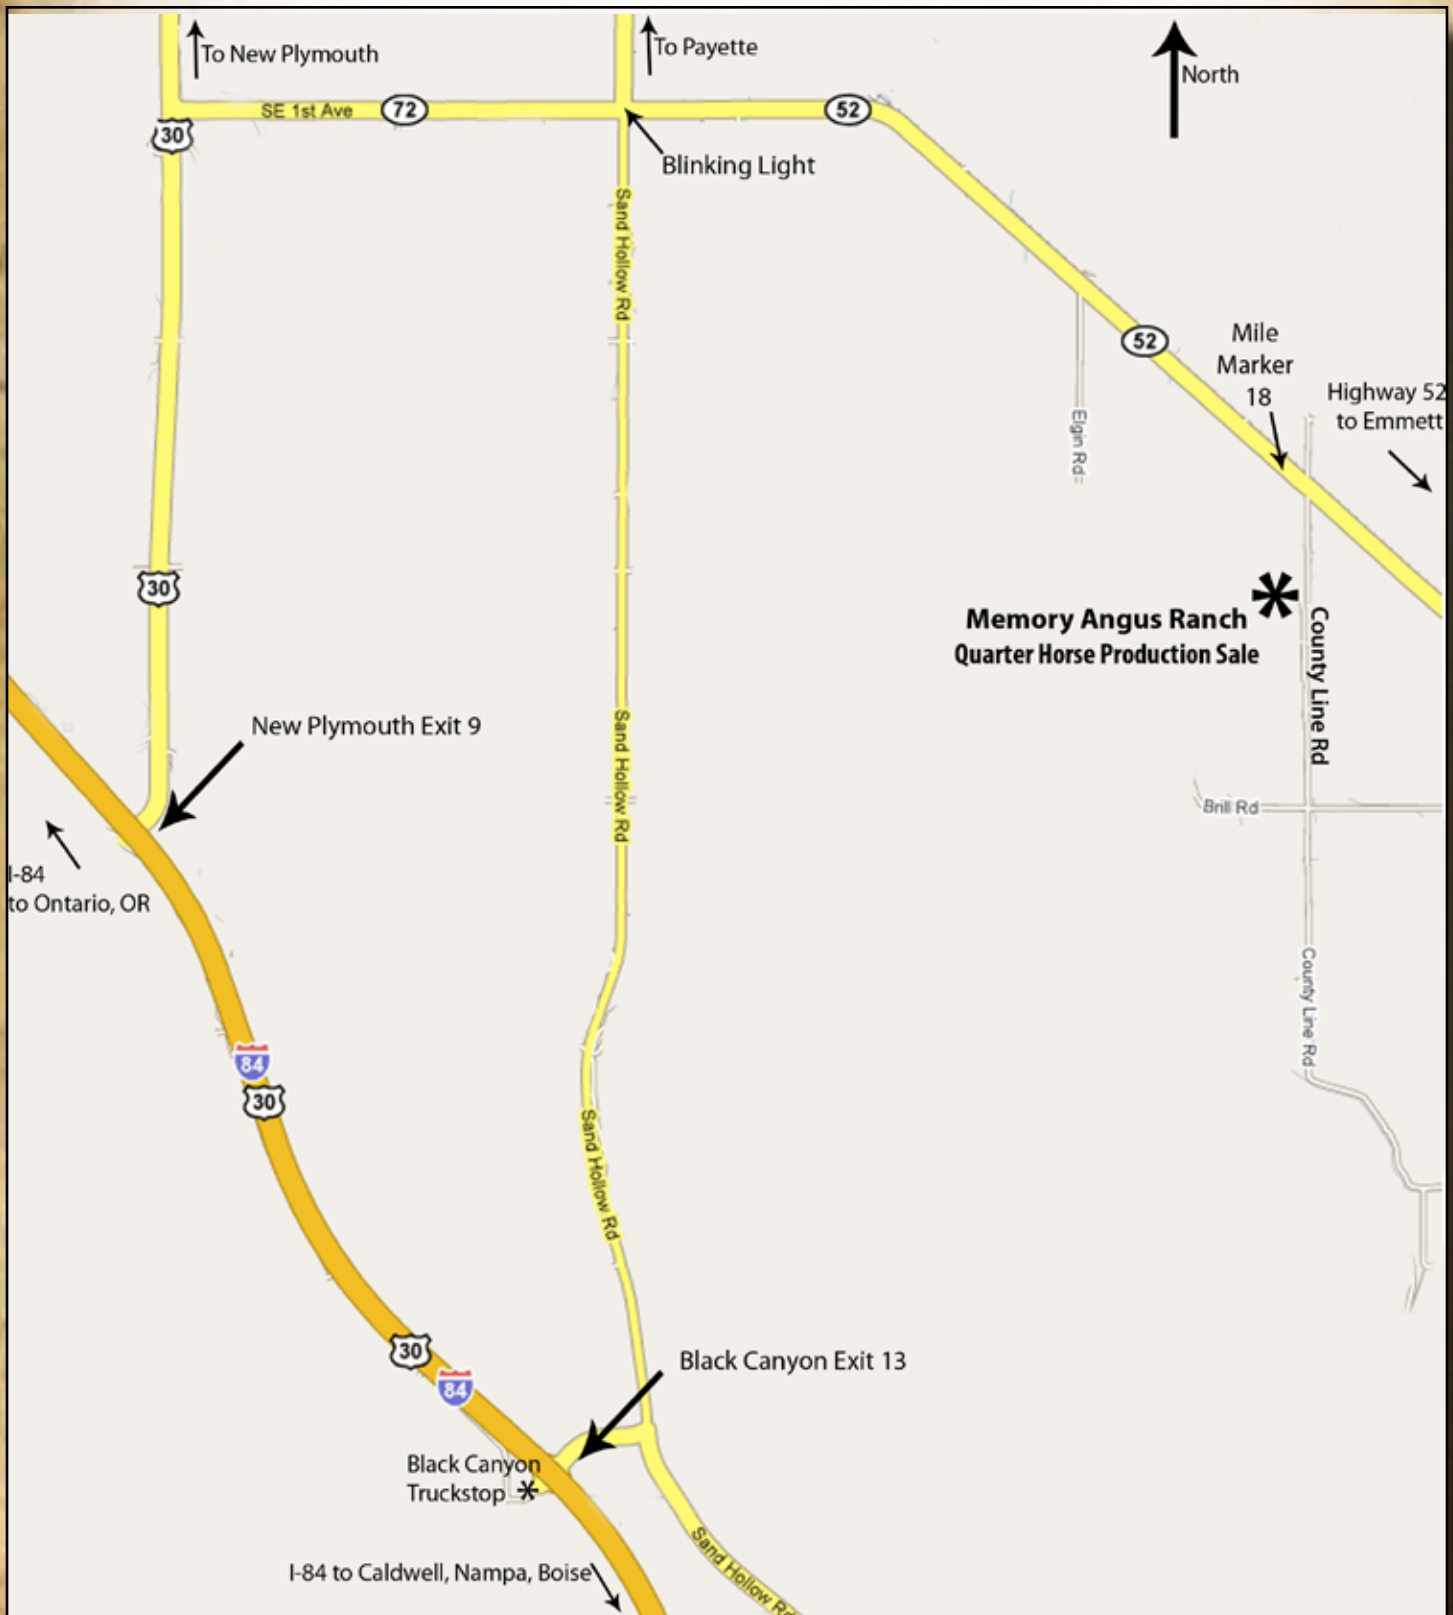 To New Plymouth
To Payette
North
SE 1st Ave
72
52
30
Blinking Light
Sand Hollow Rd
52
Mile
Marker
18
Highway 52
to Emmett
Elgin Rd
30
Memory Angus Ranch
Quarter Horse Production Sale
County Line Rd
New Plymouth Exit 9
Sand Hollow Rd
Brill Rd
I-84
to Ontario, OR
County Line Rd
84
30
Sand Hollow Rd
30
84
Black Canyon Exit 13
Black Canyon
Truckstop
Sand Hollow Rd
I-84 to Caldwell, Nampa, Boise